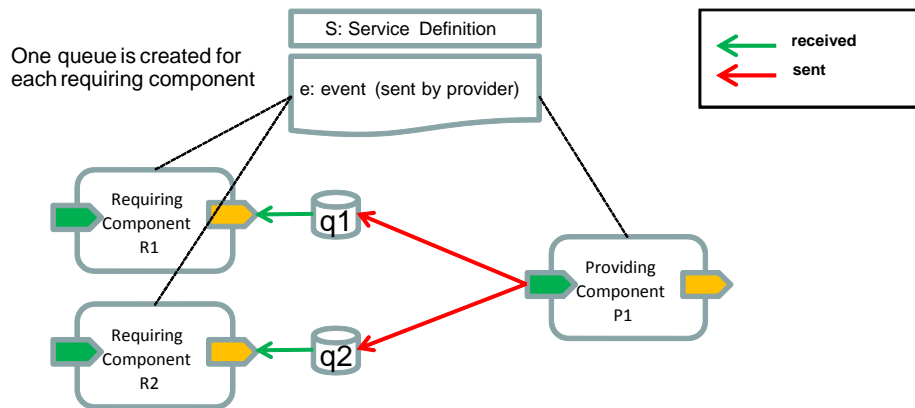 S: Service Definition
One queue is created for
each requiring component
e: event (sent by provider)
received
sent
Requiring
Component
R1
q1
Providing
Component
P1
Requiring
Component
R2
q2